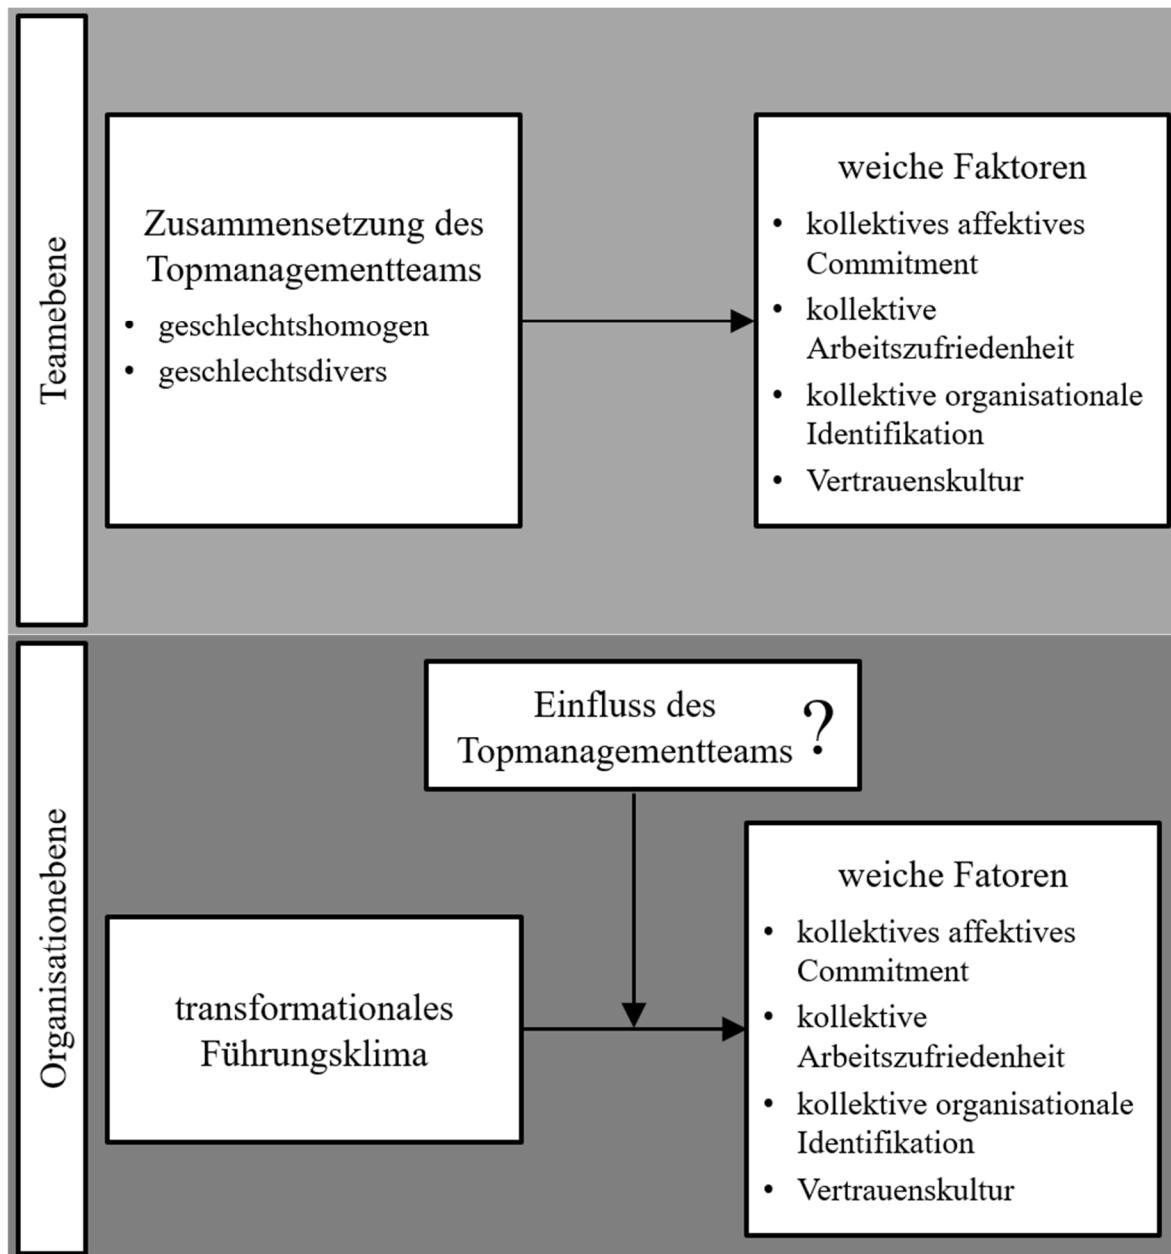 Teamebene
Zusammensetzung des
Topmanagementteams
• geschlechtshomogen
• geschlechtsdivers
weiche Faktoren
• kollektives affektives
Commitment
• kollektive
Arbeitszufriedenheit
• kollektive organisationale
Identifikation
• Vertrauenskultur
Organisationebene
Einfluss des
Topmanagementteams ?
transformationales
Führungsklima
weiche Fatoren
• kollektives affektives
Commitment
• kollektive
Arbeitszufriedenheit
• kollektive organisationale
Identifikation
• Vertrauenskultur